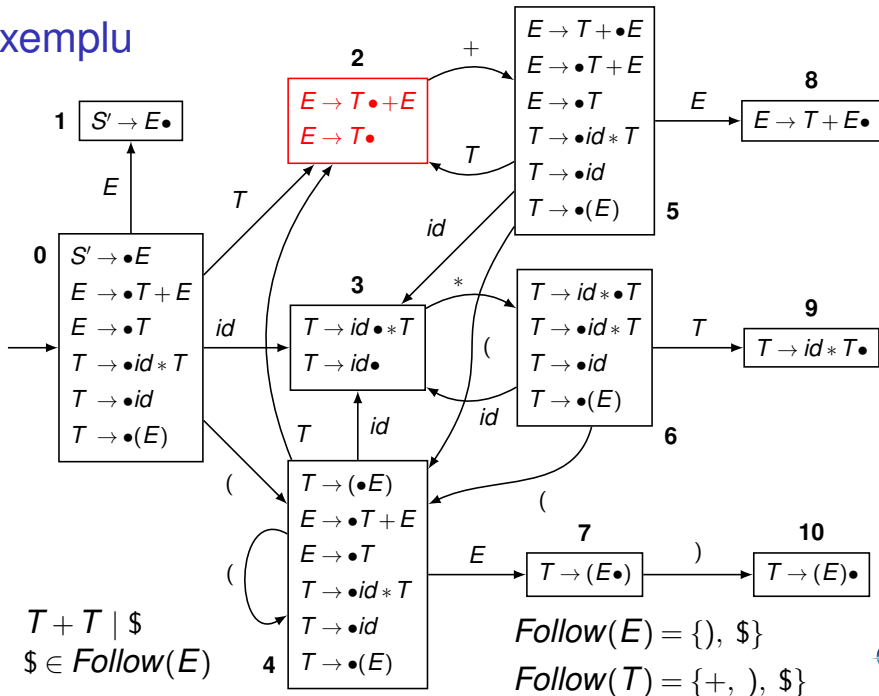 xemplu
1
S′ → E•
E
0
S′ → •E
E → •T + E
E → •T
T → •id * T
T → •id
T → •(E)
T
id
(
2
E → T • + E
E → T•
+
T
5
E → T + •E
E → •T + E
E → •T
T → •id * T
T → •id
T → •(E)
E
8
E → T + E•
id
(
3
T → id • * T
T → id•
*
id
6
T → id * •T
T → •id * T
T → •id
T → •(E)
T
9
T → id * T•
(
T
id
4
T → (•E)
E → •T + E
E → •T
T → •id * T
T → •id
T → •(E)
(
E
7
T → (E•)
)
10
T → (E)•
T + T | $
$ ∈ Follow(E)
Follow(E) = {), $}
Follow(T) = {+, ), $}